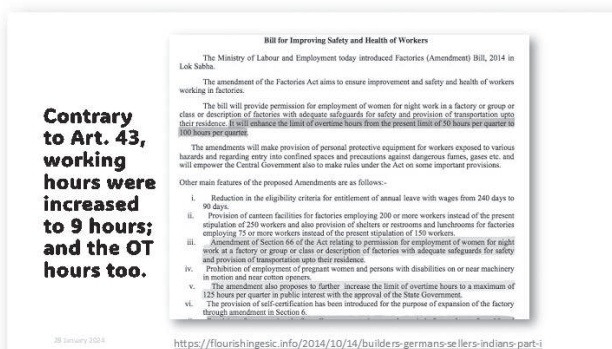 Contrary
to Art. 43,
working
hours were
increased
to 9 hours;
and the OT
hours too.
Bill for Improving Safety and Health of Workers
The Ministry of Labour and Employment today introduced Factories (Amendment) Bill, 2014 in
Lok Sabha.
The amendment of the Factories Act aims to ensure improvement and safety and health of workers
working in factories.
The bill will provide permission for employment of women for night work in a factory or group or
class or description of factories with adequate safeguards for safety and provision of transportation upto
their residence. It will enhance the limit of overtime hours from the present limit of 50 hours per quarter to
100 hours per quarter.
The amendments will make provision of personal protective equipment for workers exposed to various
hazards and regarding entry into confined spaces and precautions against dangerous fumes, gases etc. and
will empower the Central Government also to make rules under the Act on some important provisions.
Other main features of the proposed Amendments are as follows:-
i. Reduction in the eligibility criteria for entitlement of annual leave with wages from 240 days to
90 days.
ii. Provision of canteen facilities for factories employing 200 or more workers instead of the present
stipulation of 250 workers and also provision of shelters or restrooms and lunchrooms for factories
employing 75 or more workers instead of the present stipulation of 150 workers.
iii. Amendment of Section 66 of the Act relating to permission for employment of women for night
work at a factory or group or class or description of factories with adequate safeguards for safety
and provision of transportation upto their residence.
iv. Prohibition of employment of pregnant women and persons with disabilities on or near machinery
in motion and near cotton openers.
v. The amendment also proposes to further increase the limit of overtime hours to a maximum of
125 hours per quarter in public interest with the approval of the State Government.
vi. The provision of self-certification has been introduced for the purpose of expansion of the factory
through amendment in Section 6.
28 January 2024
https://flourishingesic.info/2014/10/14/builders-germans-sellers-indians-part-i